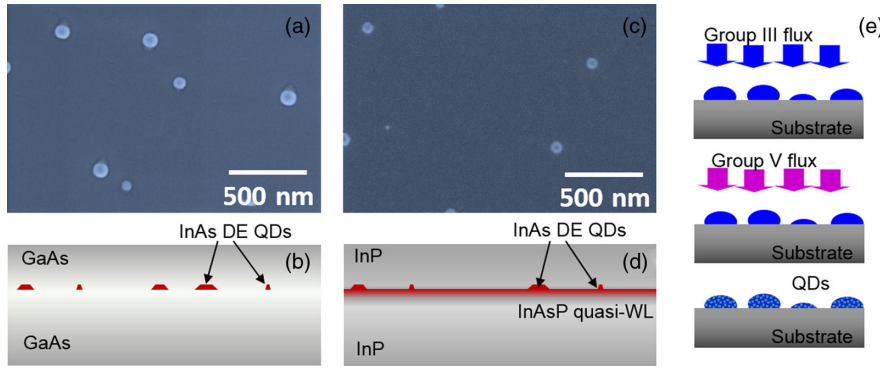 (a)
500 nm
InAs DE QDs
GaAs
(b)
GaAs
(c)
500 nm
InAs DE QDs
InP
(d)
InAsP quasi-WL
InP
(e)
Group III flux
Substrate
Group V flux
Substrate
QDs
Substrate